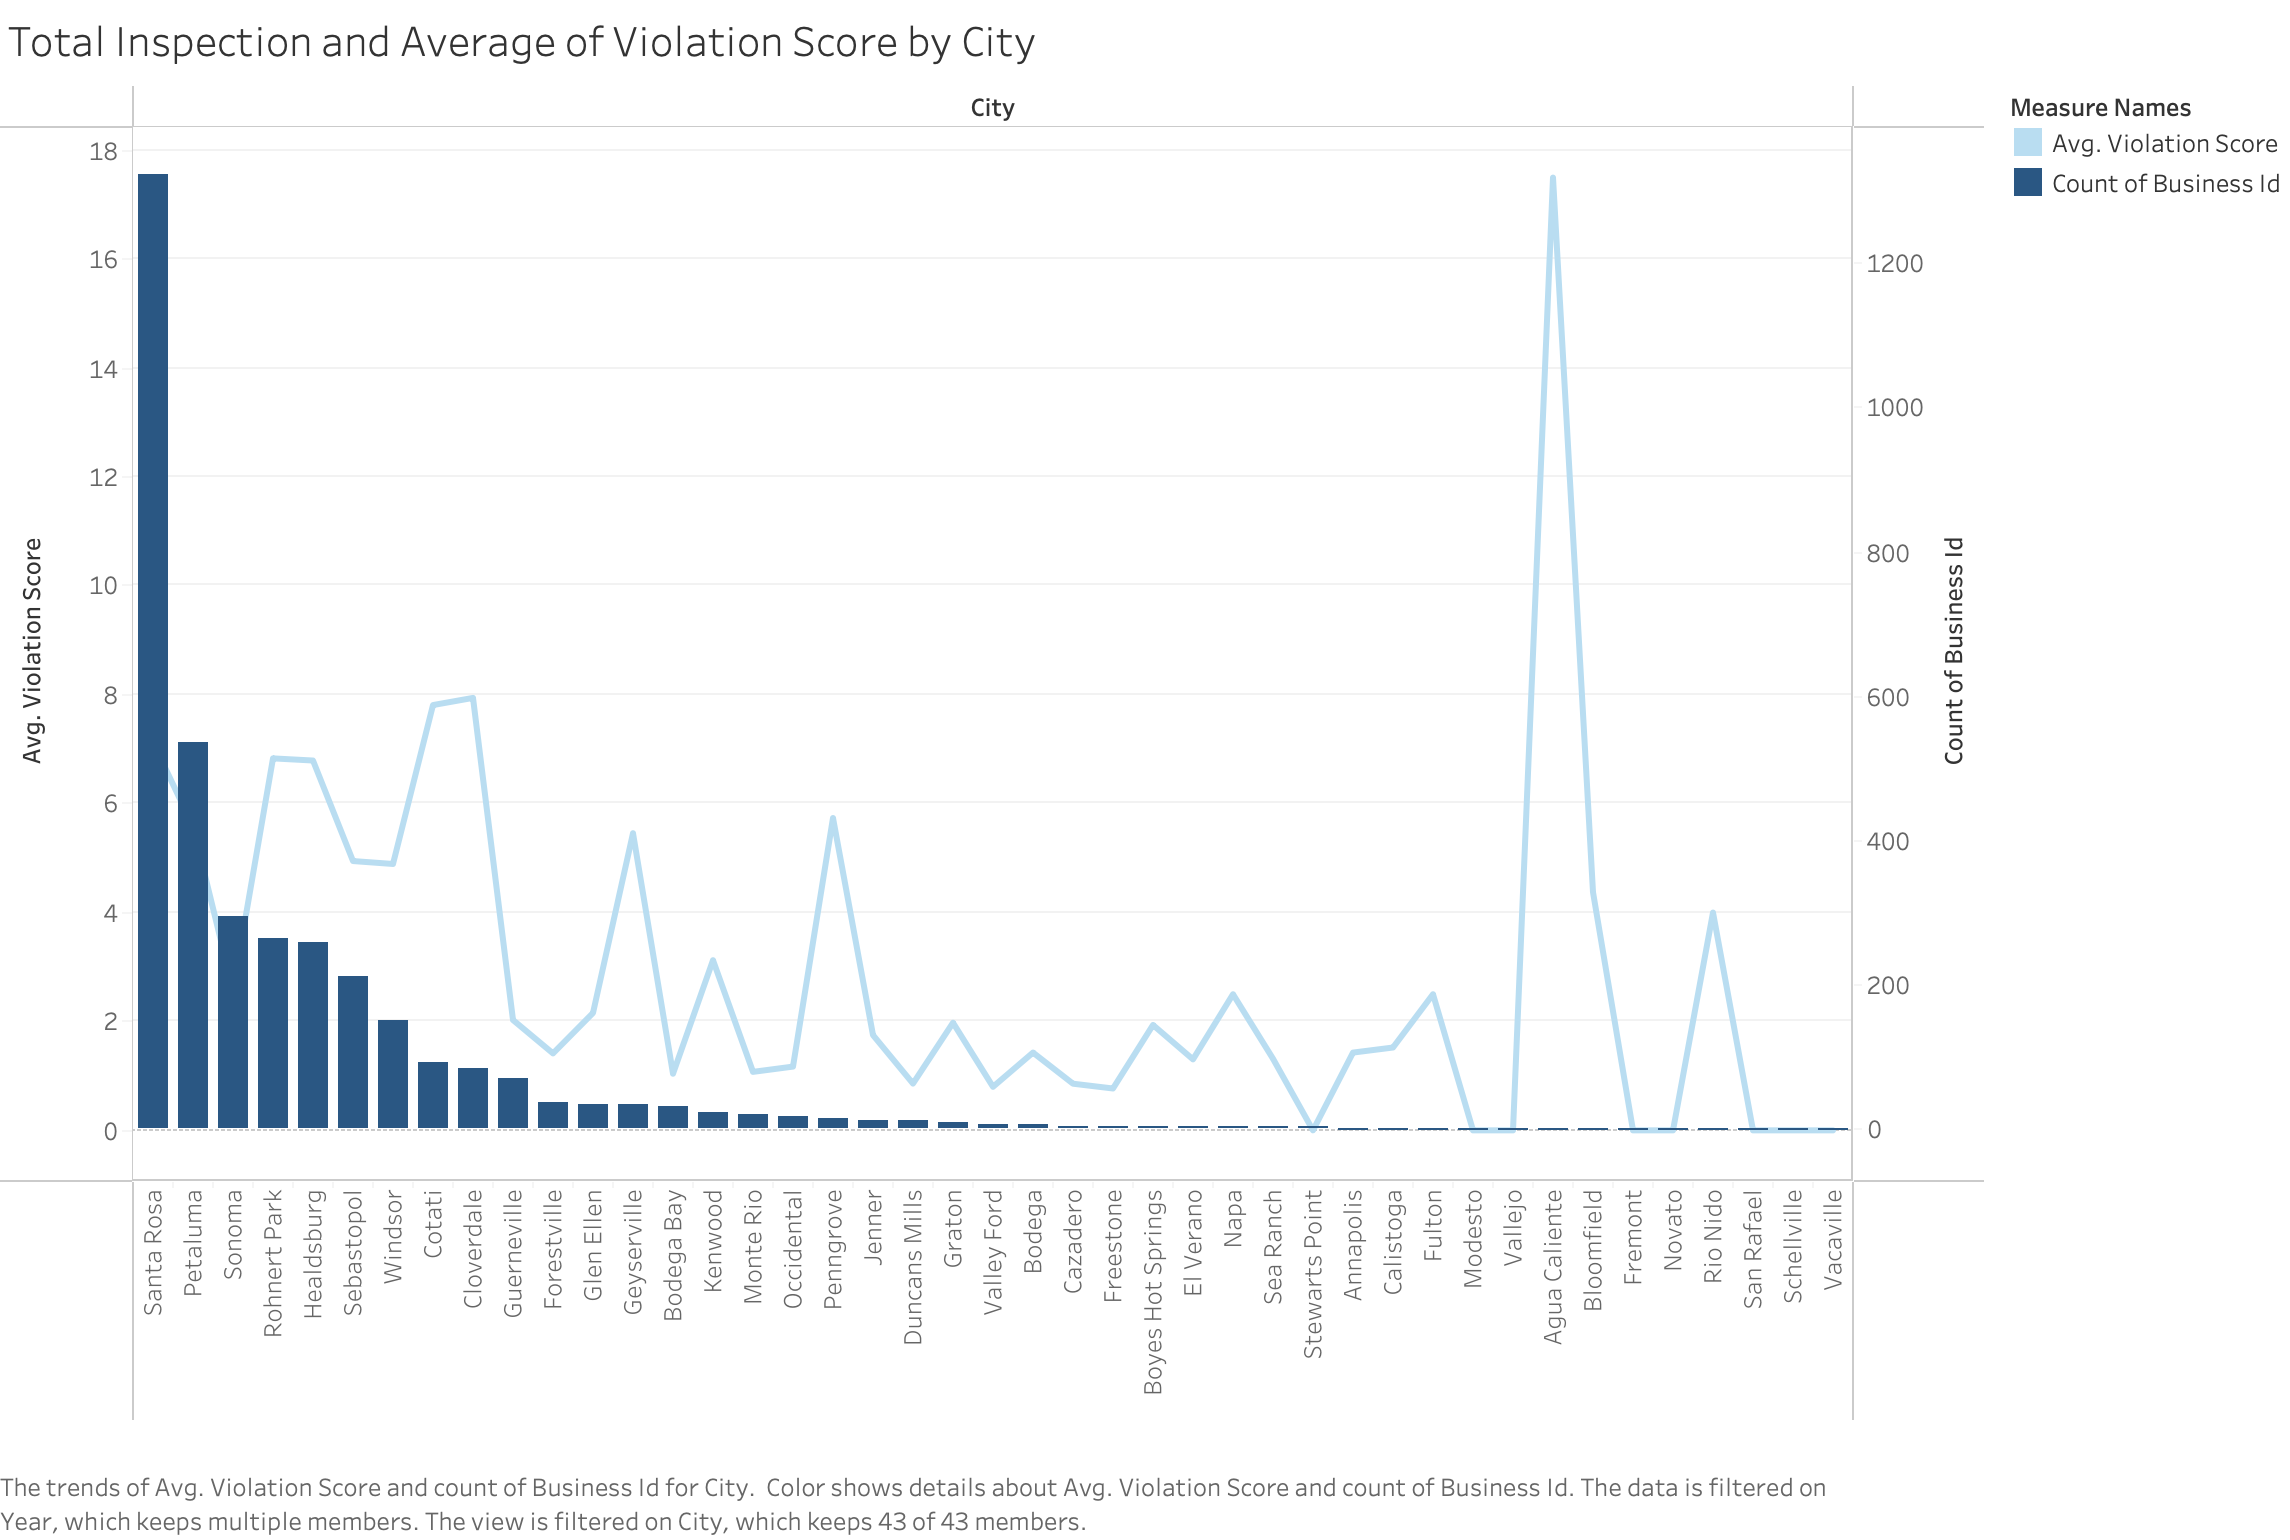 Total Inspection and Average of Violation Score by City
City
Measure Names
Avg. Violation Score
Count of Business Id
18
16
14
12
10
8
6
4
2
0
Avg. Violation Score
1200
1000
800
600
400
200
0
Count of Business Id
Santa Rosa
Petaluma
Sonoma
Rohnert Park
Healdsburg
Sebastopol
Windsor
Cotati
Cloverdale
Guerneville
Forestville
Glen Ellen
Geyserville
Bodega Bay
Kenwood
Monte Rio
Occidental
Penngrove
Jenner
Duncans Mills
Graton
Valley Ford
Bodega
Cazadero
Freestone
Boyes Hot Springs
El Verano
Napa
Sea Ranch
Stewarts Point
Annapolis
Calistoga
Fulton
Modesto
Vallejo
Agua Caliente
Bloomfield
Fremont
Novato
Rio Nido
San Rafael
Schellville
Vacaville
The trends of Avg. Violation Score and count of Business Id for City.  Color shows details about Avg. Violation Score and count of Business Id. The data is filtered on
Year, which keeps multiple members. The view is filtered on City, which keeps 43 of 43 members.